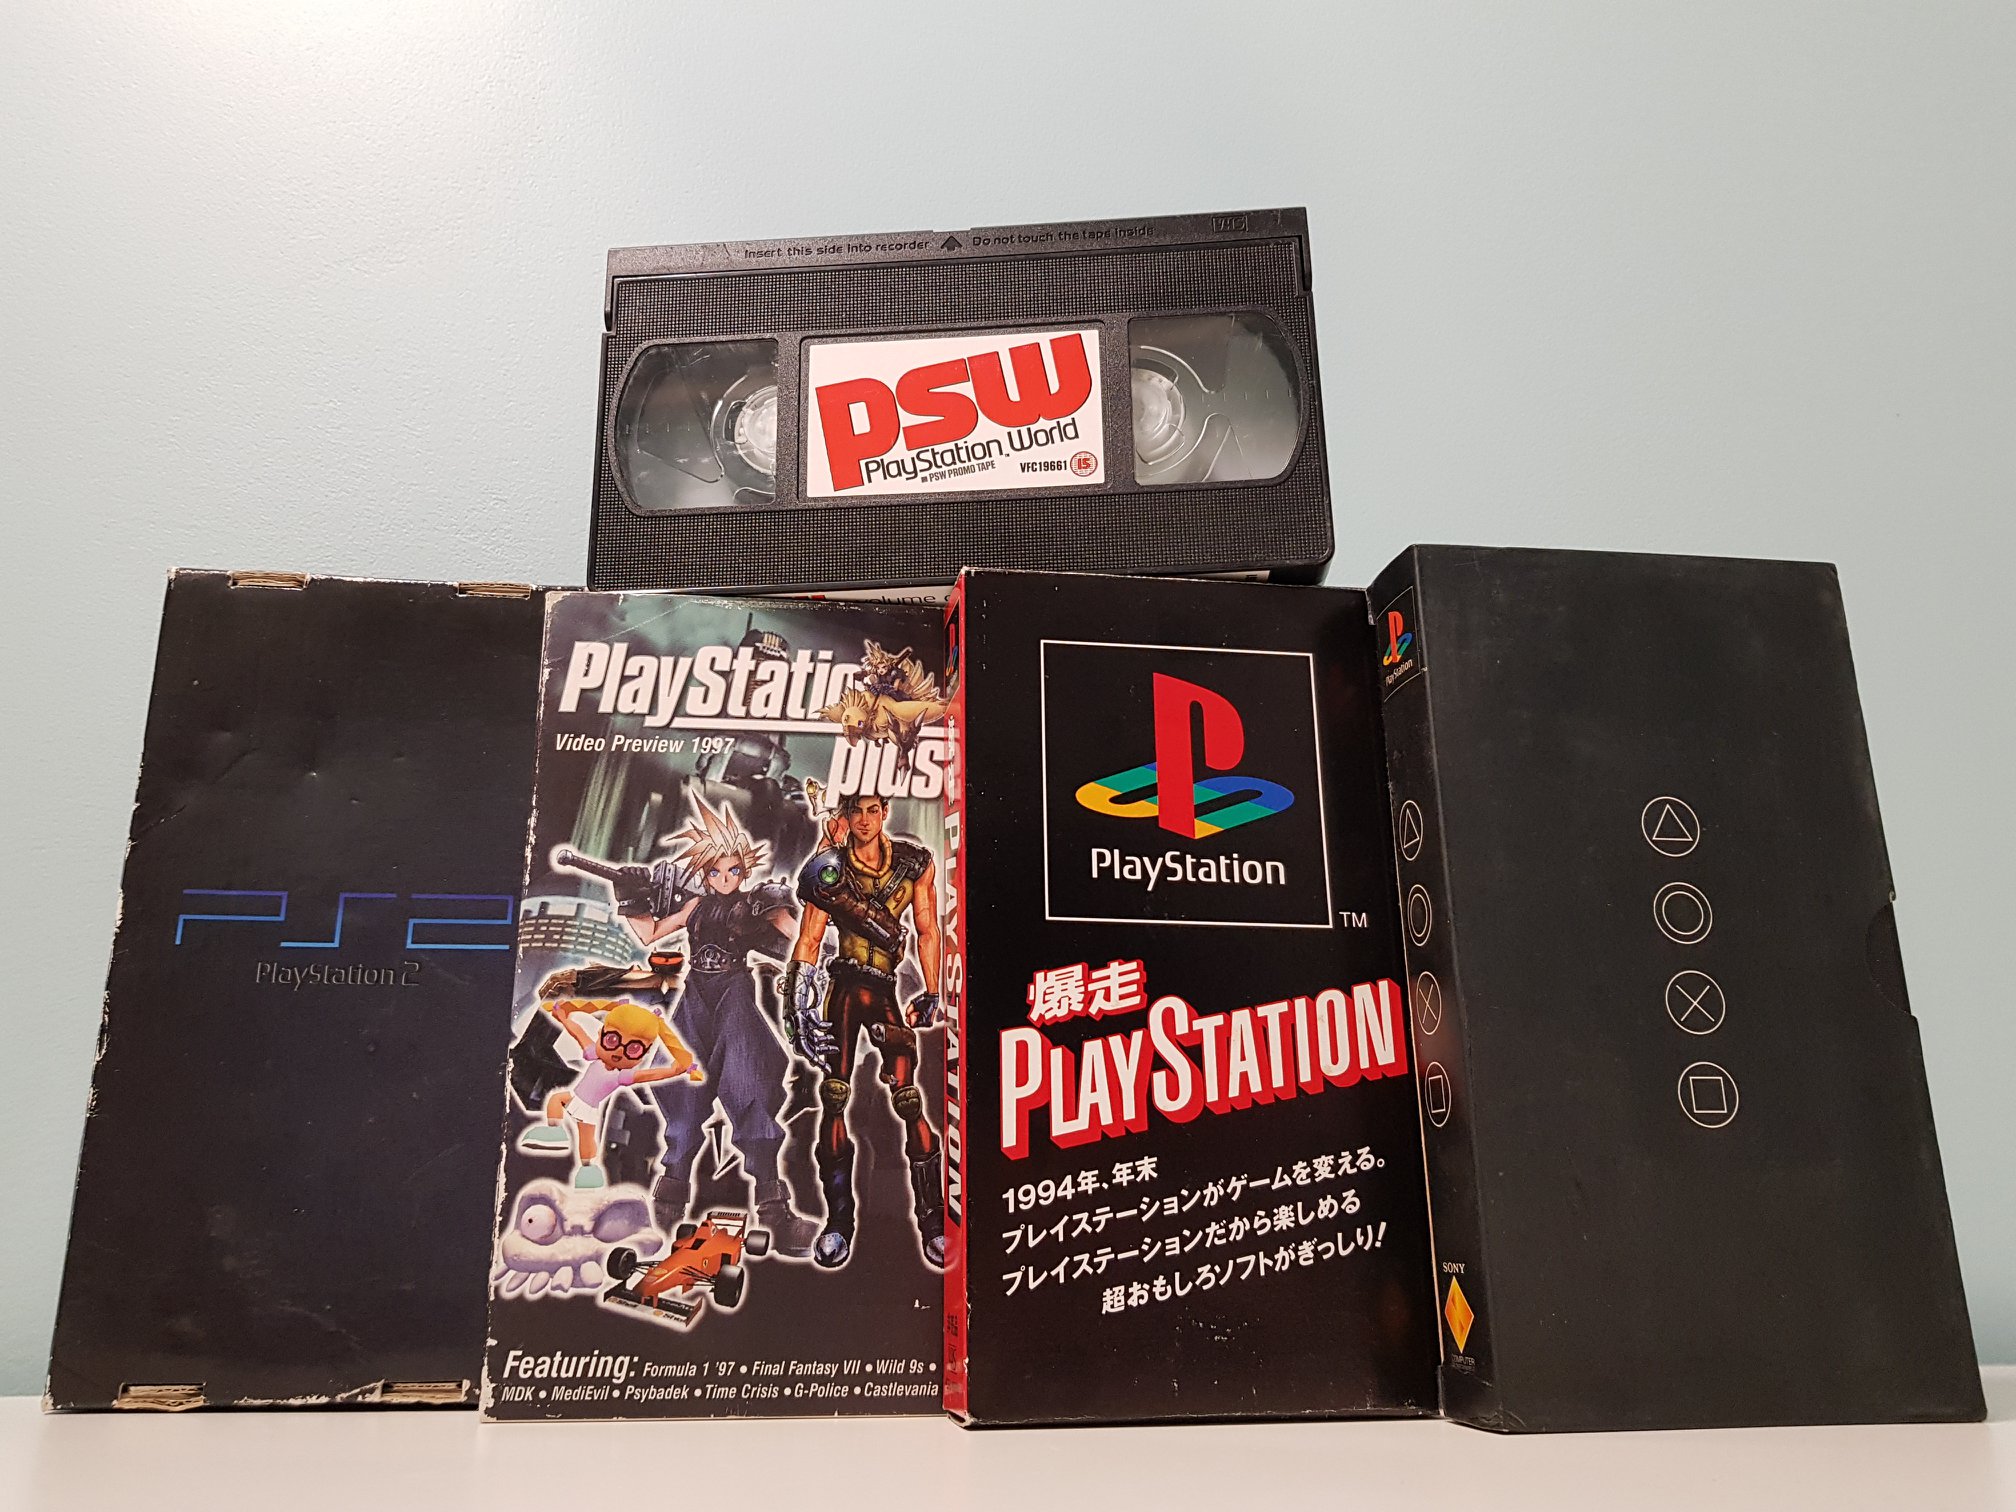 Insert this side into recorder
Do not touch the tape inside
VHS
PSW
PlayStation World
PSW PROMO TAPE
VFC19661
PS2
PlayStation 2
PlayStation
plus
Video Preview 1997
Featuring: Formula 1 '97 • Final Fantasy VII • Wild 9s •
MDK • MediEvil • Psybadek • Time Crisis • G-Police • Castlevania
PLAYSTATION
PlayStation
TM
爆走
PLAYSTATION
1994年、年末
プレイステーションがゲームを変える。
プレイステーションだから楽しめる
超おもしろソフトがぎっしり!
PlayStation
SONY
COMPUTER